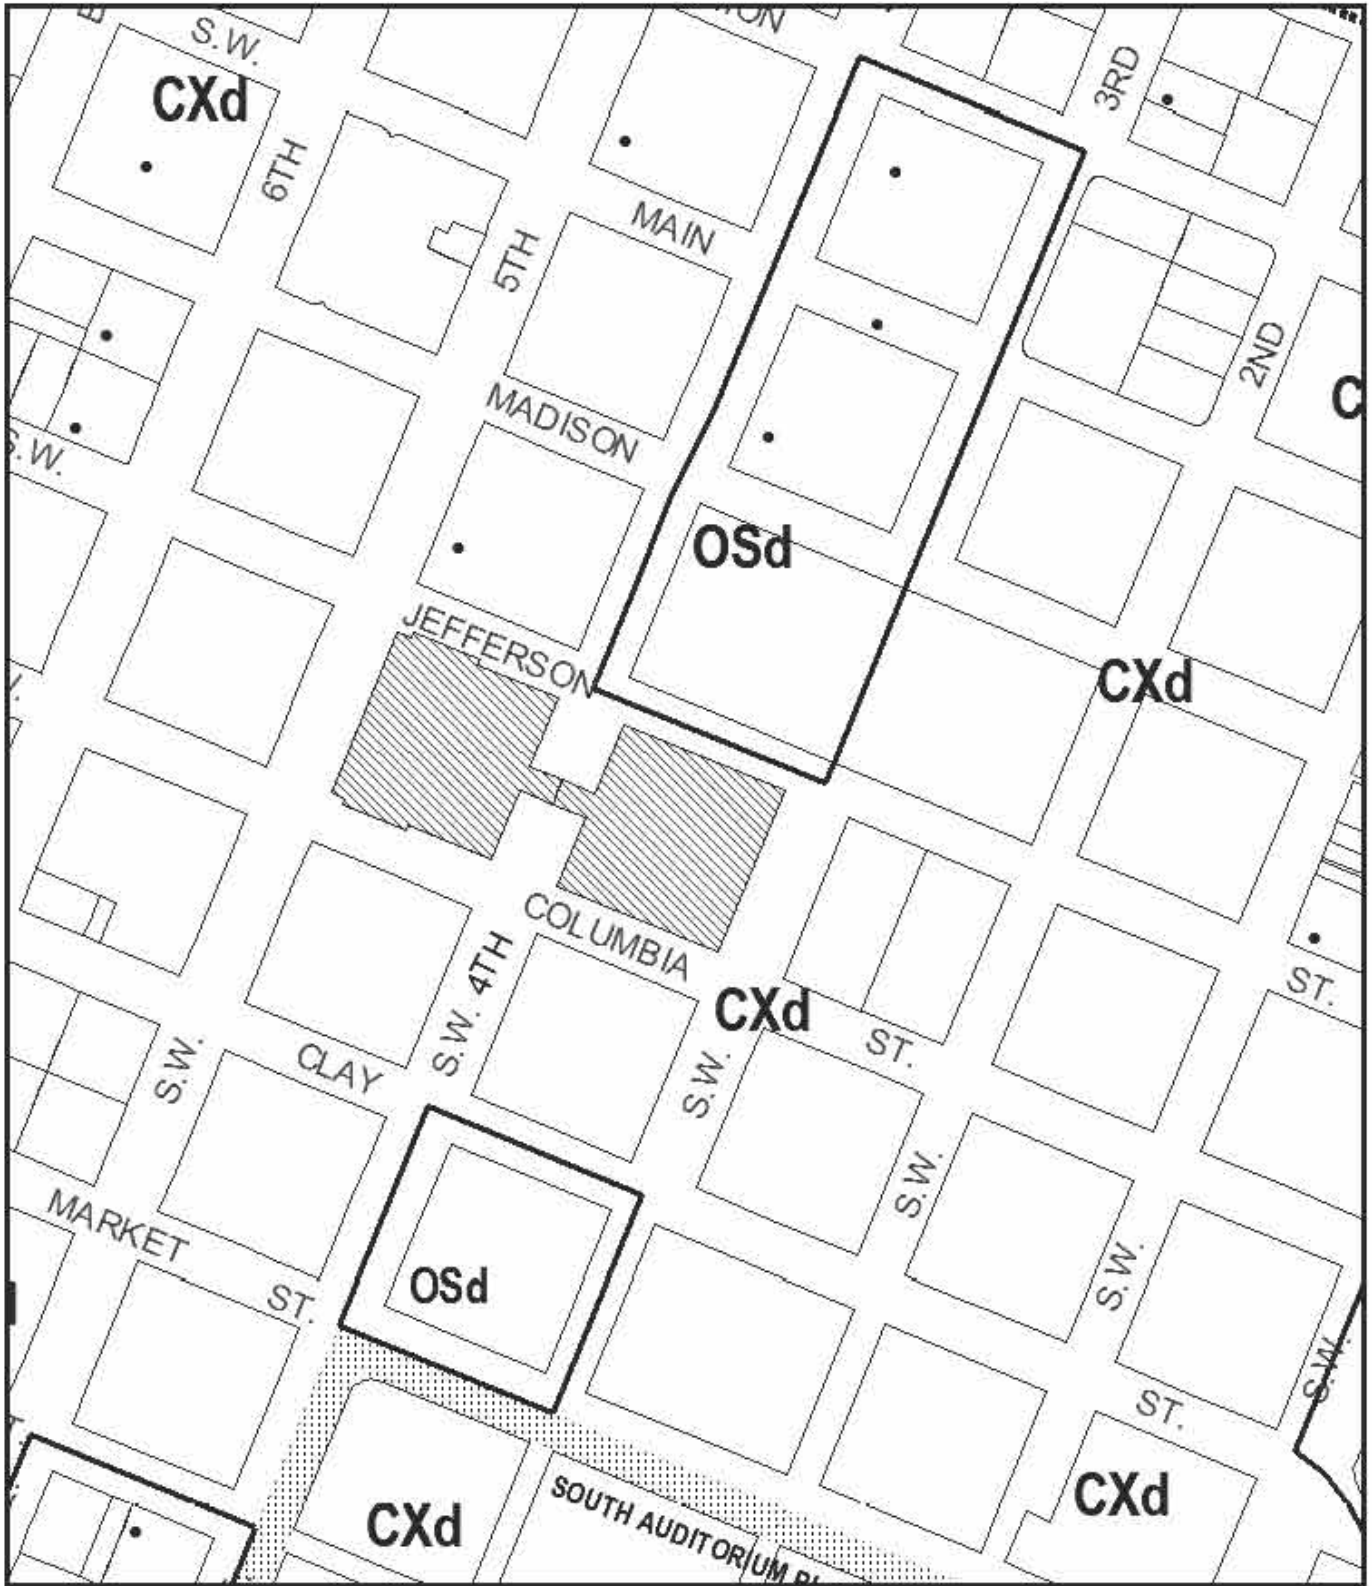 S.W.
CXd
3RD
6TH
MAIN
5TH
2ND
MADISON
C
S.W.
OSd
JEFFERSON
CXd
COLUMBIA
S.W. 4TH
CXd
ST.
ST.
CLAY
S.W.
S.W.
S.W.
MARKET
S.W.
OSd
ST.
S.W.
ST.
CXd
CXd
SOUTH AUDITORIUM